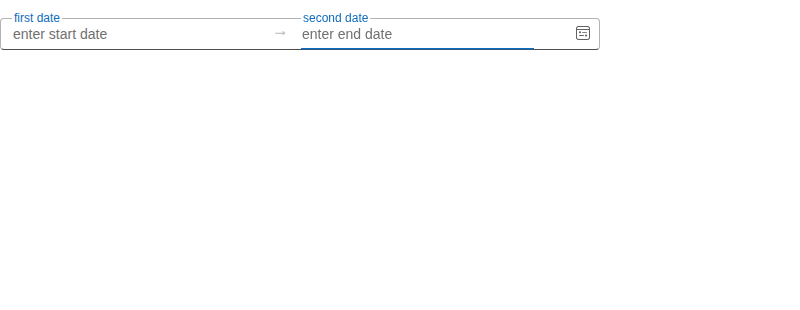 first date second date
enter start date → enter end date